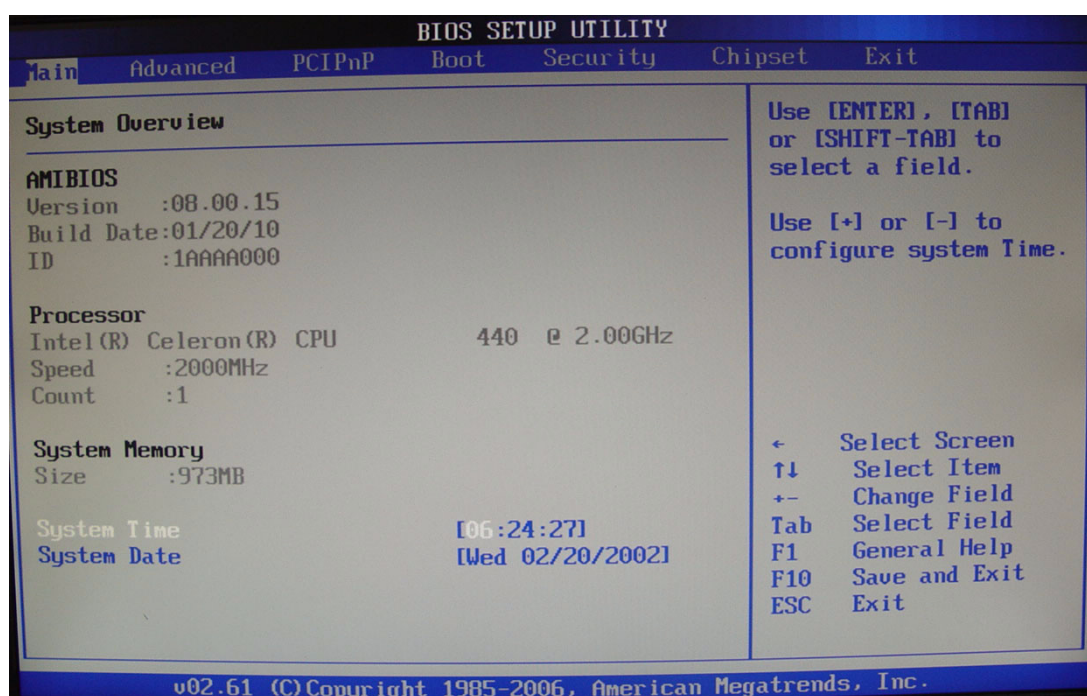 BIOS SETUP UTILITY
Main Advanced PCIPnP Boot Security Chipset Exit
System Overview
AMIBIOS
Version :08.00.15
Build Date:01/20/10
ID :1AAAA000
Processor
Intel(R) Celeron(R) CPU 440 @ 2.00GHz
Speed :2000MHz
Count :1
System Memory
Size :973MB
System Time [06:24:27]
System Date [Wed 02/20/2002]
Use [ENTER], [TAB]
or [SHIFT-TAB] to
select a field.
Use [+] or [-] to
configure system Time.
← Select Screen
↑↓ Select Item
+- Change Field
Tab Select Field
F1 General Help
F10 Save and Exit
ESC Exit
v02.61 (C)Copyright 1985-2006, American Megatrends, Inc.